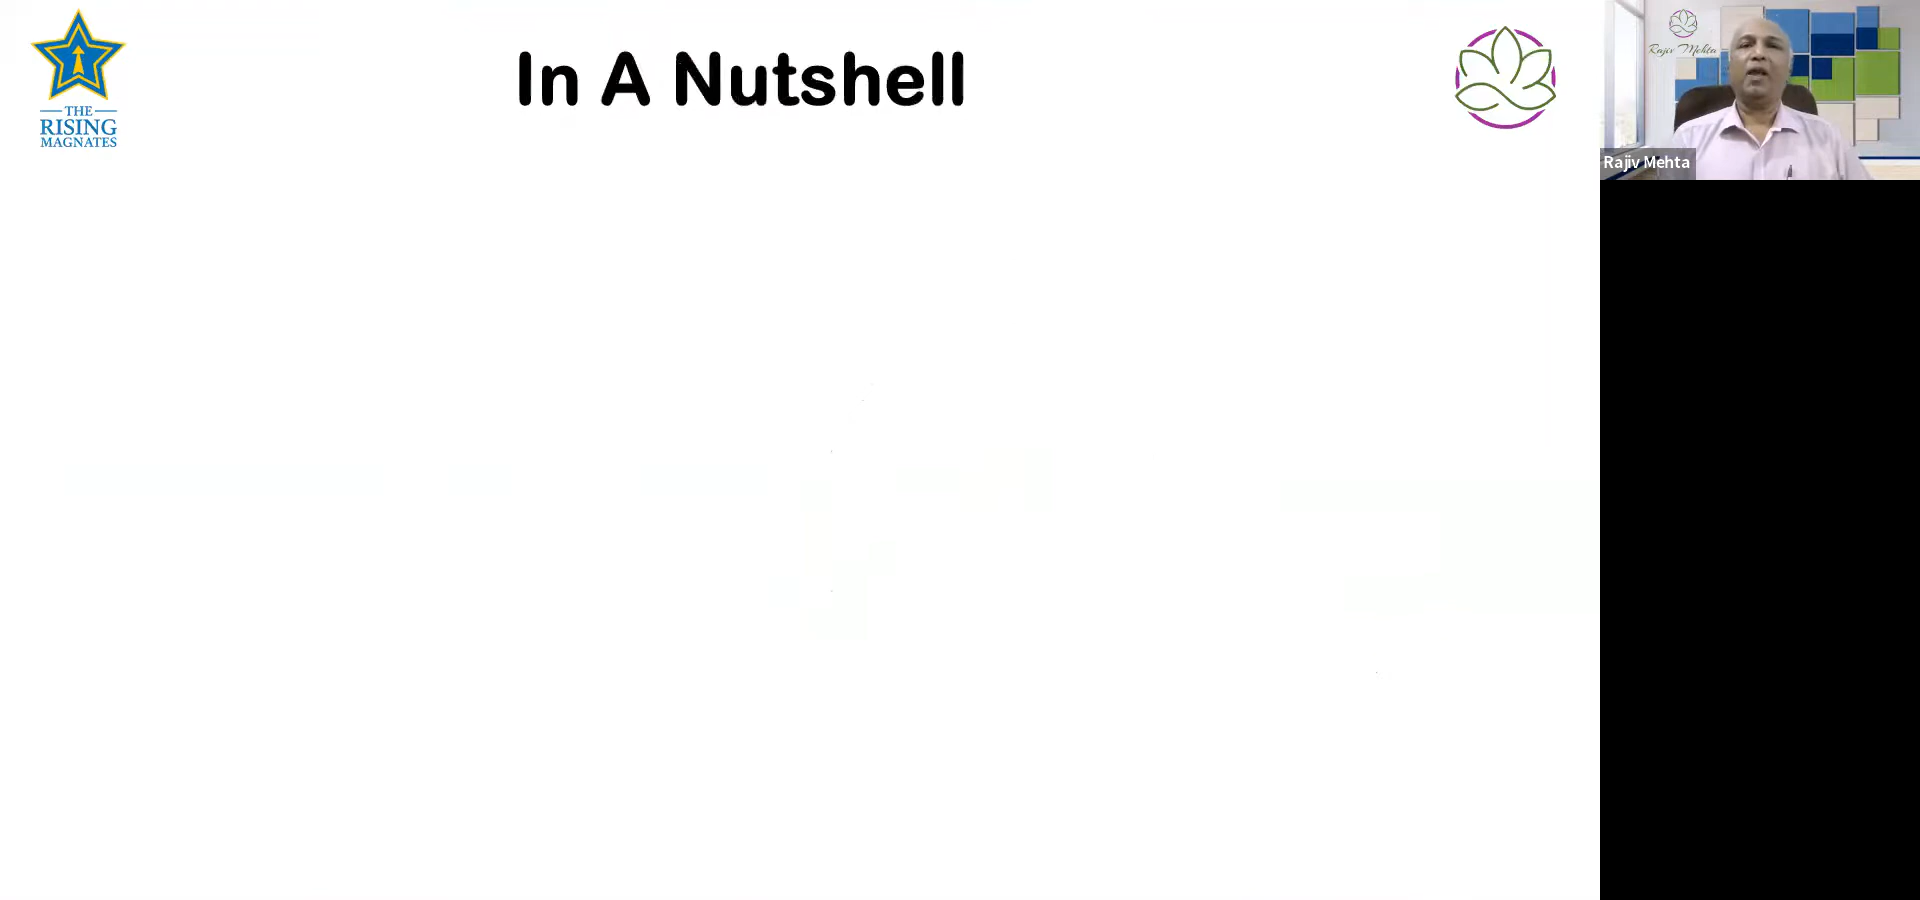 In A Nutshell
THE
RISING
MAGNATES
Rajiv Mehta
Rajiv Mehta